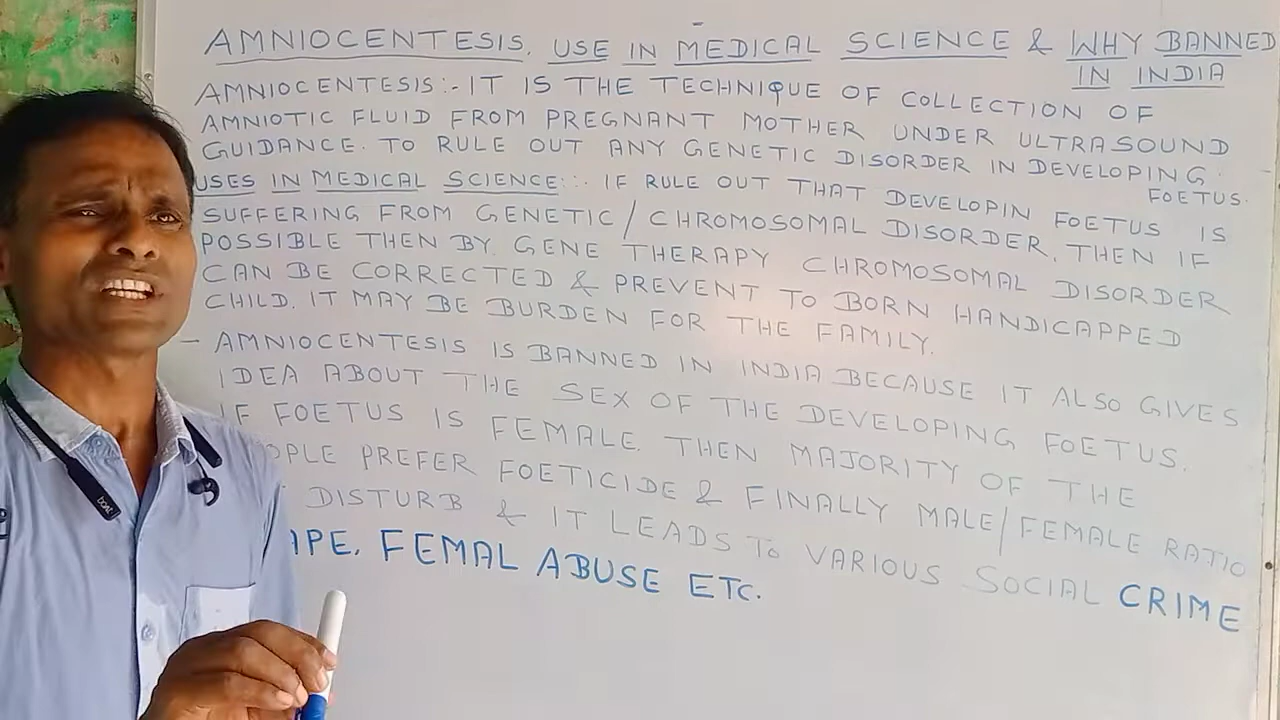 AMNIOCENTESIS. USE IN MEDICAL SCIENCE & WHY BANNED
IN INDIA
AMNIOCENTESIS:- IT IS THE TECHNIQUE OF COLLECTION OF
AMNIOTIC FLUID FROM PREGNANT MOTHER UNDER ULTRASOUND
GUIDANCE. TO RULE OUT ANY GENETIC DISORDER IN DEVELOPING
FOETUS.
USES IN MEDICAL SCIENCE:- IF RULE OUT THAT DEVELOPIN FOETUS IS
SUFFERING FROM GENETIC/CHROMOSOMAL DISORDER, THEN IF
POSSIBLE THEN BY GENE THERAPY CHROMOSOMAL DISORDER
CAN BE CORRECTED & PREVENT TO BORN HANDICAPPED
CHILD. IT MAY BE BURDEN FOR THE FAMILY.
- AMNIOCENTESIS IS BANNED IN INDIA BECAUSE IT ALSO GIVES
IDEA ABOUT THE SEX OF THE DEVELOPING FOETUS.
IF FOETUS IS FEMALE. THEN MAJORITY OF THE
OPLE PREFER FOETICIDE & FINALLY MALE/FEMALE RATIO
DISTURB & IT LEADS TO VARIOUS SOCIAL CRIME
APE, FEMAL ABUSE ETC.
boAt